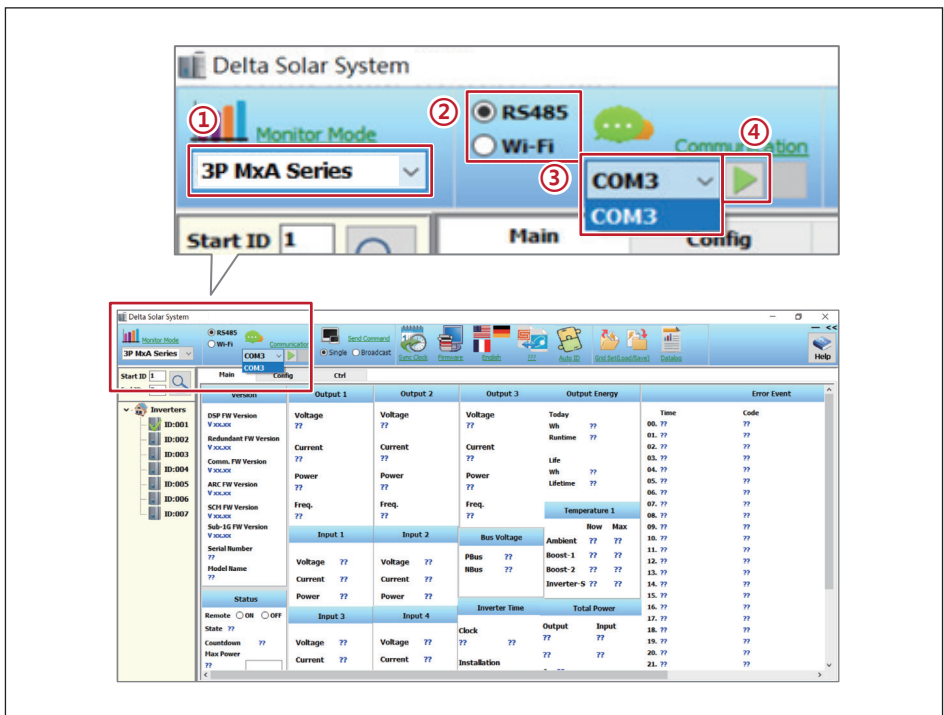 Delta Solar System
①
Monitor Mode
3P MxA Series
②
RS485
Wi-Fi
③
④
Communication
COM3
COM3
Start ID 1
Main
Config
Delta Solar System
Monitor Mode
3P MxA Series
RS485
Wi-Fi
COM3
COM3
Send Command
Single Broadcast
Sync Clock
Firmware
English
???
Auto ID
Grid Set(Load/Save)
Datalog
<<
Help
Start ID 1
Main
Config
Ctrl
Inverters
ID:001
ID:002
ID:003
ID:004
ID:005
ID:006
ID:007
Version
DSP FW Version
V xx.xx
Redundant FW Version
V xx.xx
Comm. FW Version
V xx.xx
ARC FW Version
V xx.xx
SCM FW Version
V xx.xx
Sub-1G FW Version
V xx.xx
Serial Number
??
Model Name
??
Status
Remote ON OFF
State ??
Countdown ??
Max Power
??
Output 1
Voltage
??
Current
??
Power
??
Freq.
??
Input 1
Voltage ??
Current ??
Power ??
Input 3
Voltage ??
Current ??
Output 2
Voltage
??
Current
??
Power
??
Freq.
??
Input 2
Voltage ??
Current ??
Power ??
Input 4
Voltage ??
Current ??
Output 3
Voltage
??
Current
??
Power
??
Freq.
??
Bus Voltage
PBus ??
NBus ??
Inverter Time
Clock
?? ??
Installation
Output Energy
Today
Wh ??
Runtime ??
Life
Wh ??
Lifetime ??
Temperature 1
Now Max
Ambient ?? ??
Boost-1 ?? ??
Boost-2 ?? ??
Inverter-S ?? ??
Total Power
Output Input
?? ??
?? ??
Error Event
Time Code
00. ?? ??
01. ?? ??
02. ?? ??
03. ?? ??
04. ?? ??
05. ?? ??
06. ?? ??
07. ?? ??
08. ?? ??
09. ?? ??
10. ?? ??
11. ?? ??
12. ?? ??
13. ?? ??
14. ?? ??
15. ?? ??
16. ?? ??
17. ?? ??
18. ?? ??
19. ?? ??
20. ?? ??
21. ?? ??